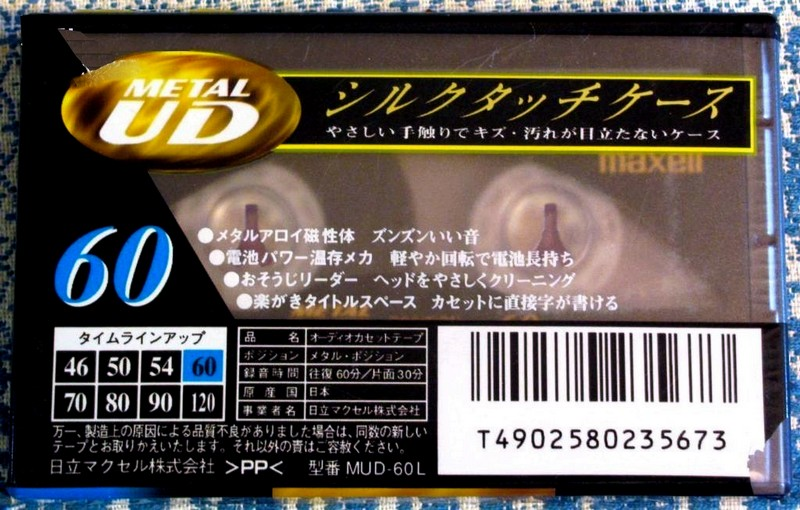 METAL
UD
シルクタッチケース
やさしい手触りでキズ・汚れが目立たないケース
maxell
60
●メタルアロイ磁性体 ズンズンいい音
●電池パワー温存メカ 軽やか回転で電池長持ち
●おそうじリーダー ヘッドをやさしくクリーニング
●楽がきタイトルスペース カセットに直接字が書ける
タイムラインアップ
46 50 54 60
70 80 90 120
品名 オーディオカセットテープ
ポジション メタル・ポジション
録音時間 往復60分/片面30分
原産国 日本
事業者名 日立マクセル株式会社
万一、製造上の原因による品質不良がありました場合は、同数の新しい
テープとお取りかえいたします。それ以外の責はご容赦ください。
日立マクセル株式会社 >PP< 型番 MUD-60L
T4902580235673